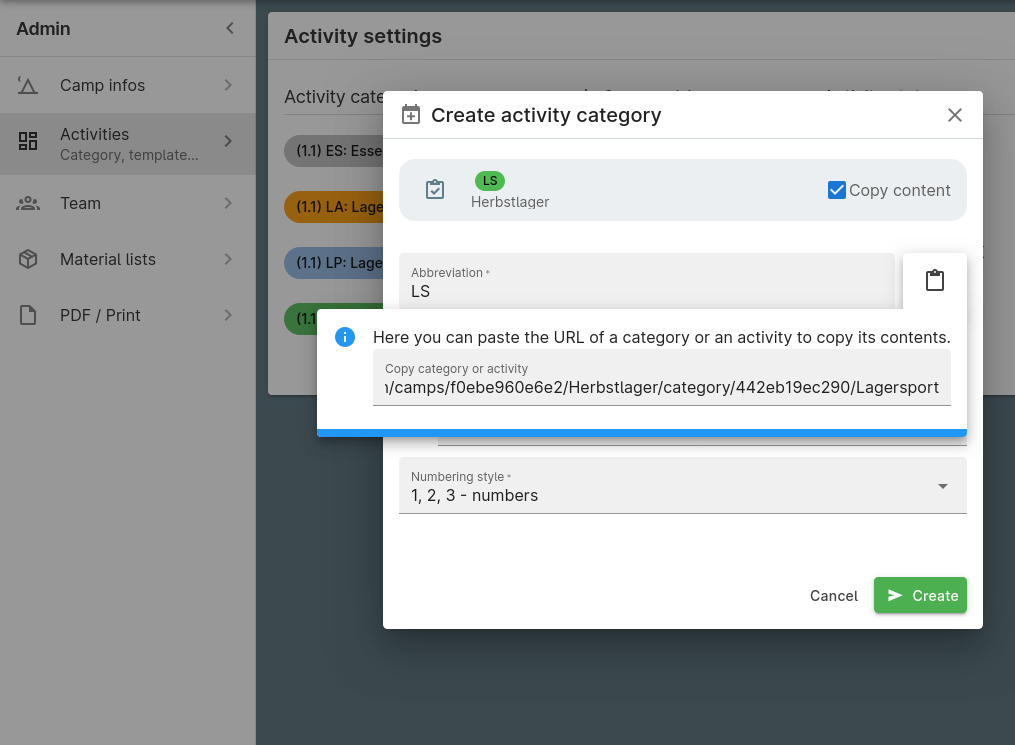 Admin
Camp infos
Activities
Category, template...
Team
Material lists
PDF / Print
Activity settings
Activity
(1.1) ES: Esse
(1.1) LA: Lage
(1.1) LP: Lage
(1.1
Create activity category
LS
Herbstlager
Copy content
Abbreviation *
LS
Here you can paste the URL of a category or an activity to copy its contents.
Copy category or activity
/camps/f0ebe960e6e2/Herbstlager/category/442eb19ec290/Lagersport
Numbering style *
1, 2, 3 - numbers
Cancel
Create